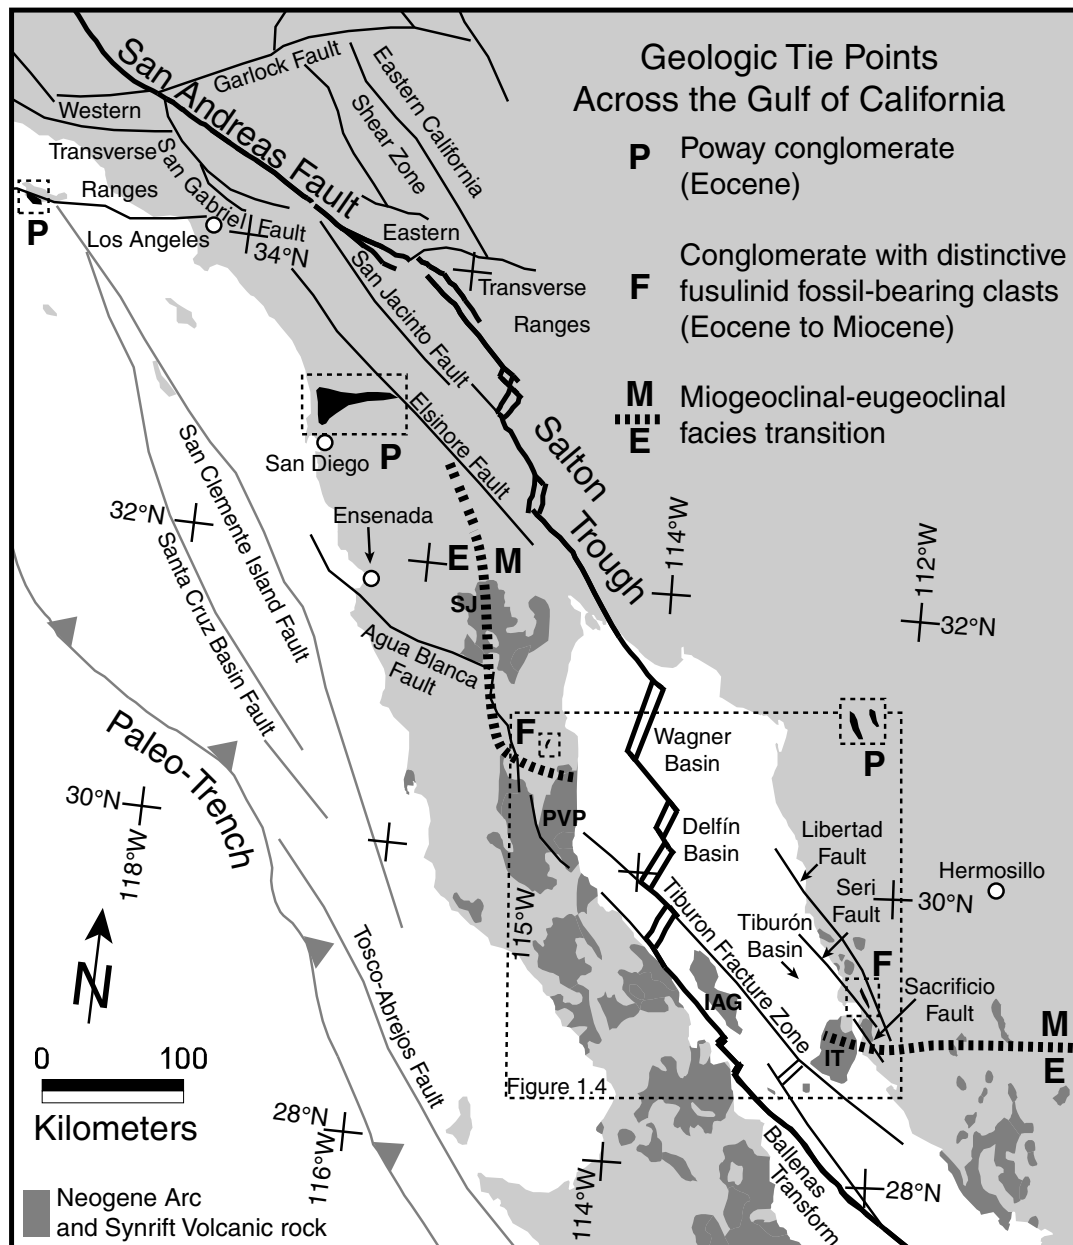 Geologic Tie Points
Across the Gulf of California
P
Poway conglomerate
(Eocene)
F
Conglomerate with distinctive
fusulinid fossil-bearing clasts
(Eocene to Miocene)
M
E
Miogeoclinal-eugeoclinal
facies transition
San Andreas Fault
Garlock Fault
Eastern California
Shear Zone
Western
Transverse
Ranges
San Gabriel
Fault
P
Los Angeles
34°N
Eastern
Transverse
Ranges
San Jacinto Fault
Elsinore Fault
Salton
Trough
San Diego
P
San Clemente Island Fault
Santa Cruz Basin Fault
32°N
Ensenada
E
M
SJ
114°W
112°W
32°N
Agua Blanca
Fault
Paleo-Trench
F
Wagner
Basin
P
30°N
118°W
PVP
Delfín
Basin
Libertad
Fault
Hermosillo
Seri
Fault
30°N
115°W
Tiburon Fracture Zone
Tiburón
Basin
F
Sacrificio
Fault
N
Tosco-Abrejos Fault
IAG
IT
M
E
0
100
Kilometers
Figure 1.4
28°N
116°W
114°W
Ballenas
Transform
28°N
Neogene Arc
and Synrift Volcanic rock